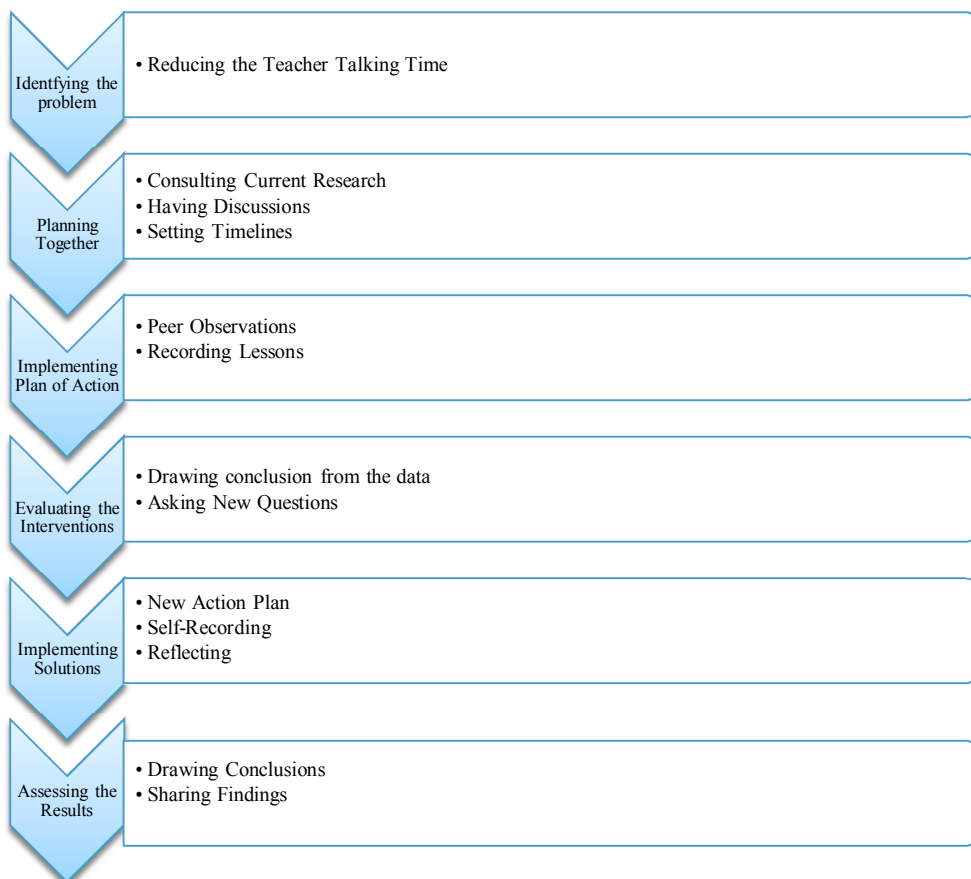 Identfying the
problem
• Reducing the Teacher Talking Time
Planning
Together
• Consulting Current Research
• Having Discussions
• Setting Timelines
Implementing
Plan of Action
• Peer Observations
• Recording Lessons
Evaluating the
Interventions
• Drawing conclusion from the data
• Asking New Questions
Implementing
Solutions
• New Action Plan
• Self-Recording
• Reflecting
Assessing the
Results
• Drawing Conclusions
• Sharing Findings